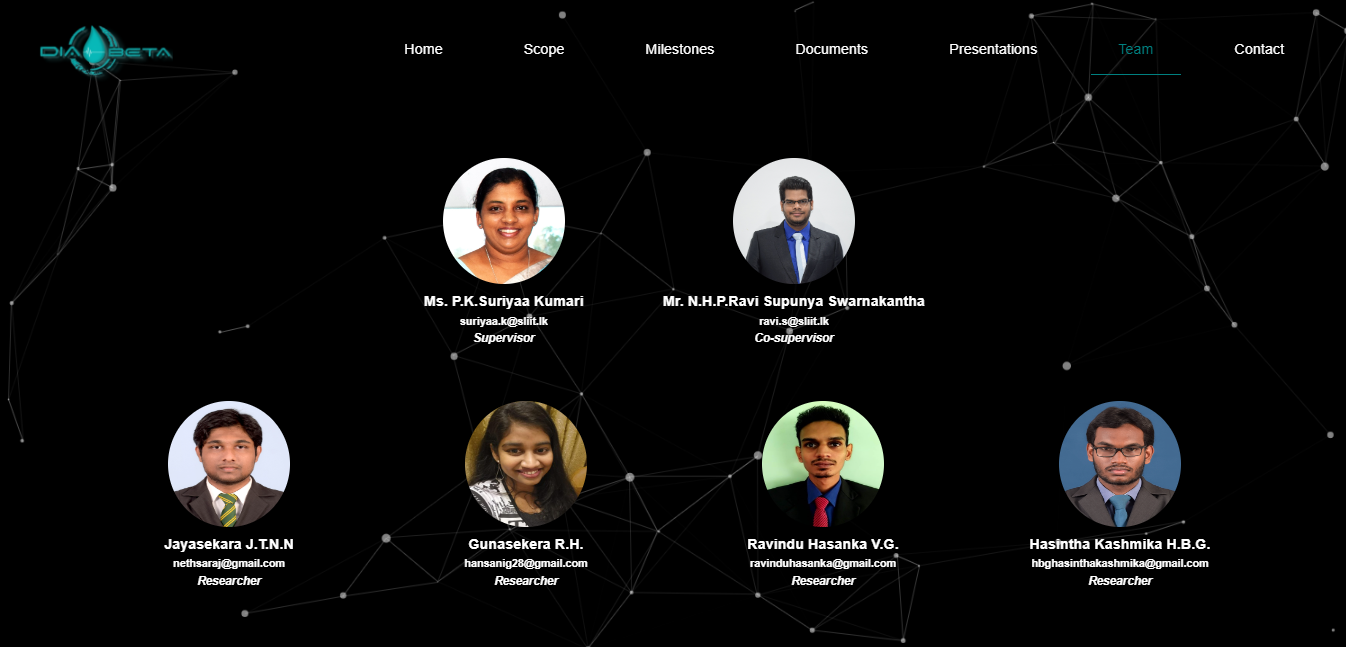 DIA BETA
Home Scope Milestones Documents Presentations Team Contact
Ms. P.K.Suriyaa Kumari
suriyaa.k@sliit.lk
Supervisor
Mr. N.H.P.Ravi Supunya Swarnakantha
ravi.s@sliit.lk
Co-supervisor
Jayasekara J.T.N.N
nethsaraj@gmail.com
Researcher
Gunasekera R.H.
hansanig28@gmail.com
Researcher
Ravindu Hasanka V.G.
ravinduhasanka@gmail.com
Researcher
Hasintha Kashmika H.B.G.
hbghasinthakashmika@gmail.com
Researcher